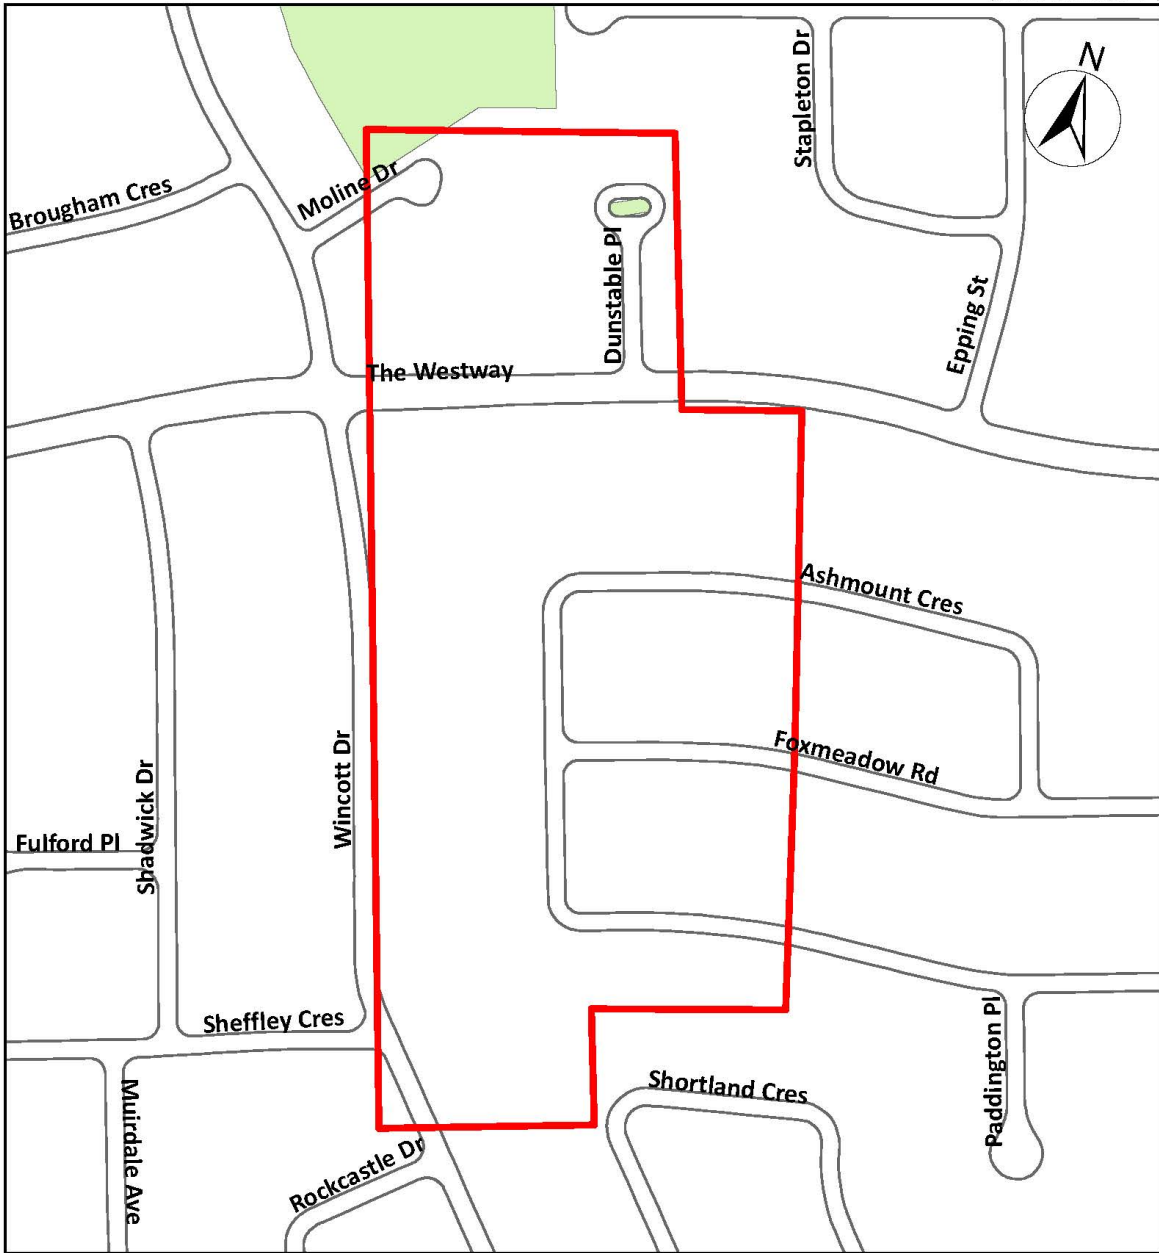 N
Stapleton Dr
Brougham Cres
Moline Dr
Dunstable Pl
Epping St
The Westway
Ashmount Cres
Foxmeadow Rd
Wincott Dr
Shadwick Dr
Fulford Pl
Sheffley Cres
Paddington Pl
Shortland Cres
Muirdale Ave
Rockcastle Dr